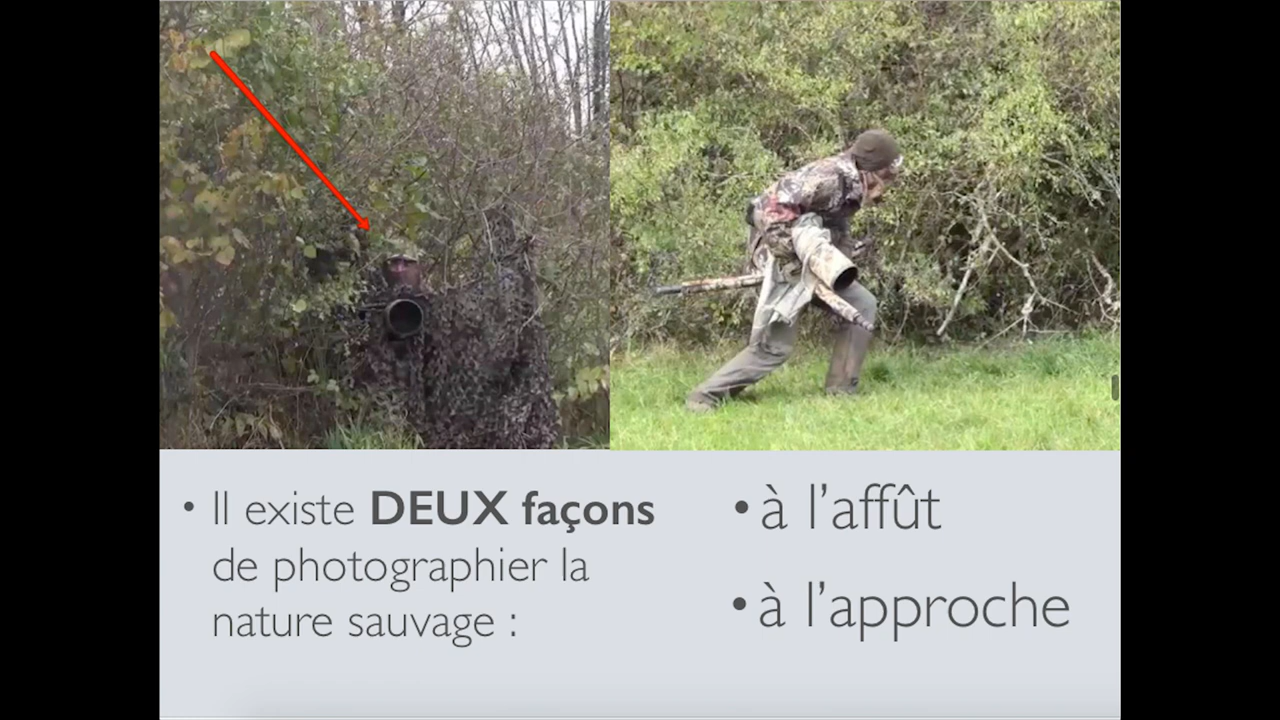 • Il existe DEUX façons
de photographier la
nature sauvage :
• à l’affût
• à l’approche